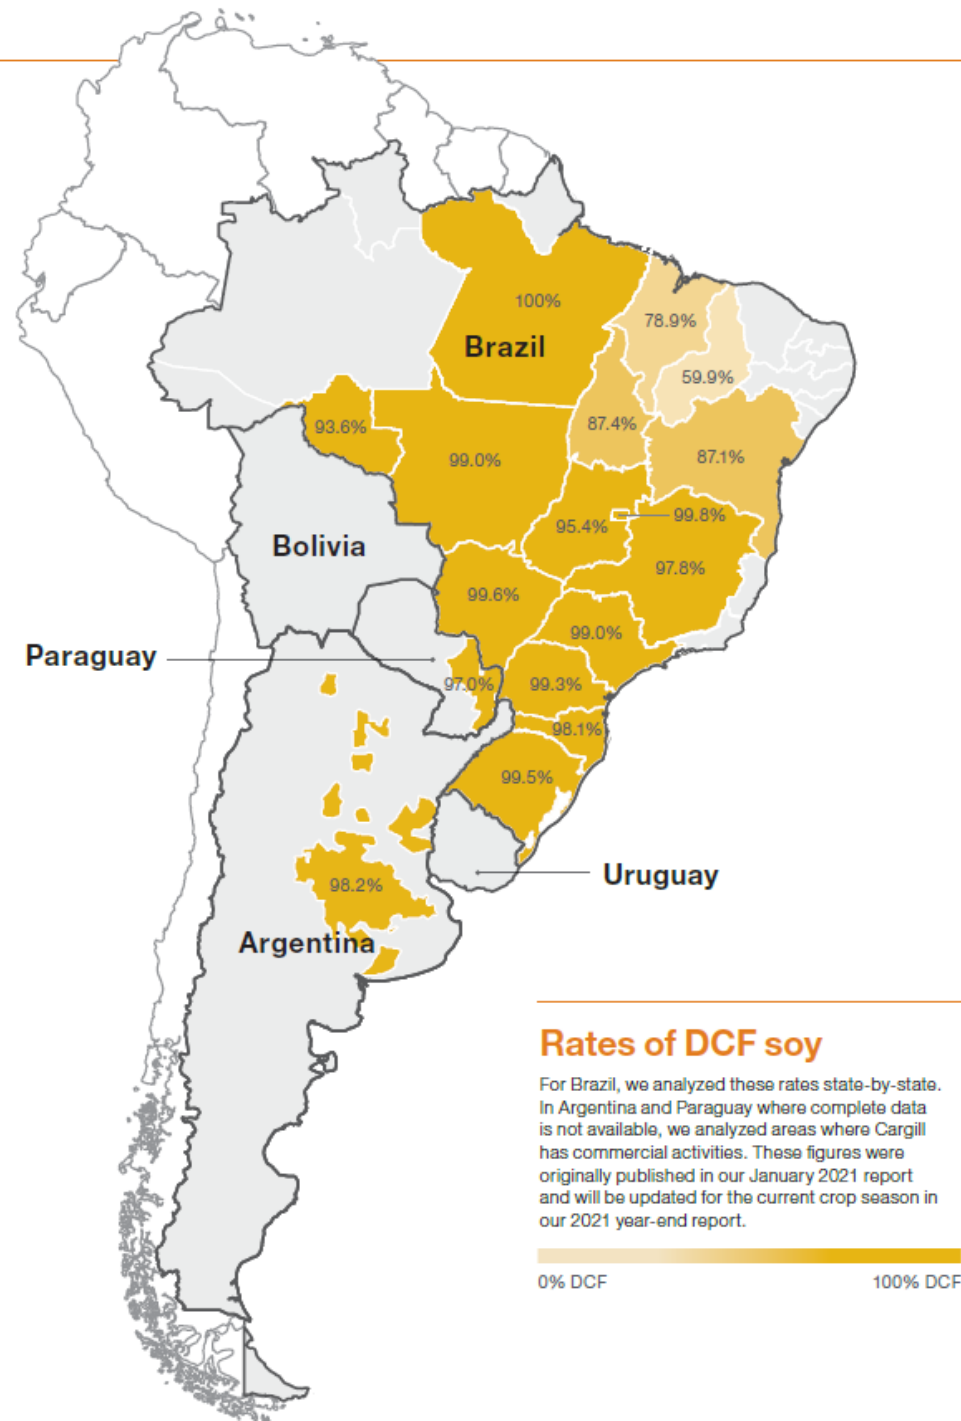 100%
78.9%
Brazil
59.9%
93.6%
87.4%
99.0%
87.1%
99.8%
95.4%
Bolivia
97.8%
99.6%
99.0%
Paraguay
97.0%
99.3%
98.1%
99.5%
Uruguay
98.2%
Argentina
Rates of DCF soy
For Brazil, we analyzed these rates state-by-state.
In Argentina and Paraguay where complete data
is not available, we analyzed areas where Cargill
has commercial activities. These figures were
originally published in our January 2021 report
and will be updated for the current crop season in
our 2021 year-end report.
0% DCF
100% DCF